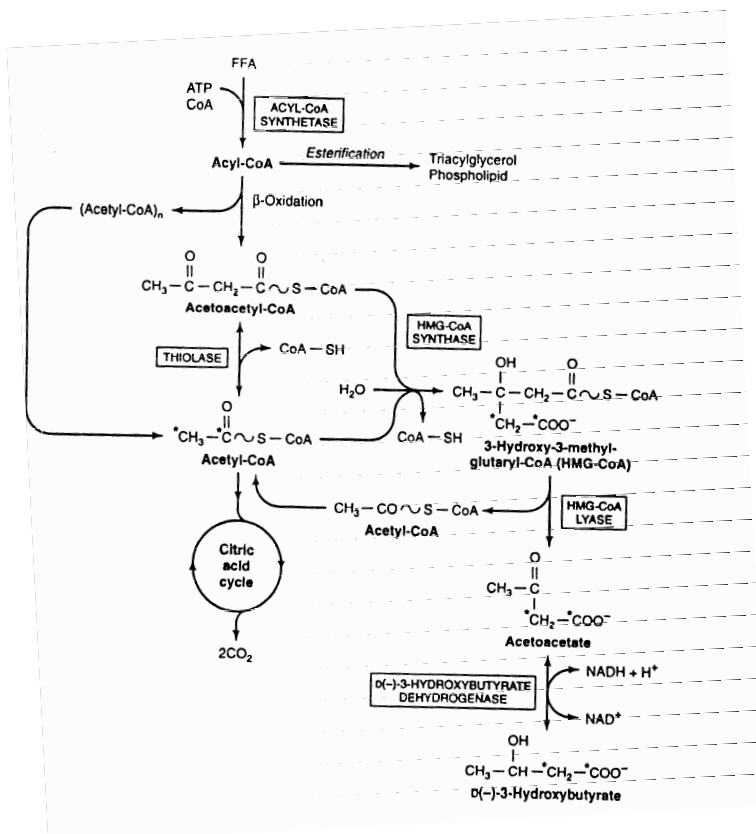 FFA
ATP
CoA
ACYL-CoA
SYNTHETASE
Acyl-CoA
Esterification
Triacylglycerol
Phospholipid
(Acetyl-CoA)n
β-Oxidation
O O
CH₃—C—CH₂—C~S—CoA
Acetoacetyl-CoA
HMG-CoA
SYNTHASE
THIOLASE
CoA—SH
H₂O
OH O
CH₃—C—CH₂—C~S—CoA
*CH₂—*COO⁻
3-Hydroxy-3-methyl-
glutaryl-CoA (HMG-CoA)
O
*CH₃—*C~S—CoA
Acetyl-CoA
CoA—SH
CH₃—CO~S—CoA
Acetyl-CoA
HMG-CoA
LYASE
Citric
acid
cycle
2CO₂
O
CH₃—C
*CH₂—*COO⁻
Acetoacetate
D(–)-3-HYDROXYBUTYRATE
DEHYDROGENASE
NADH + H⁺
NAD⁺
OH
CH₃—CH—*CH₂—*COO⁻
D(–)-3-Hydroxybutyrate